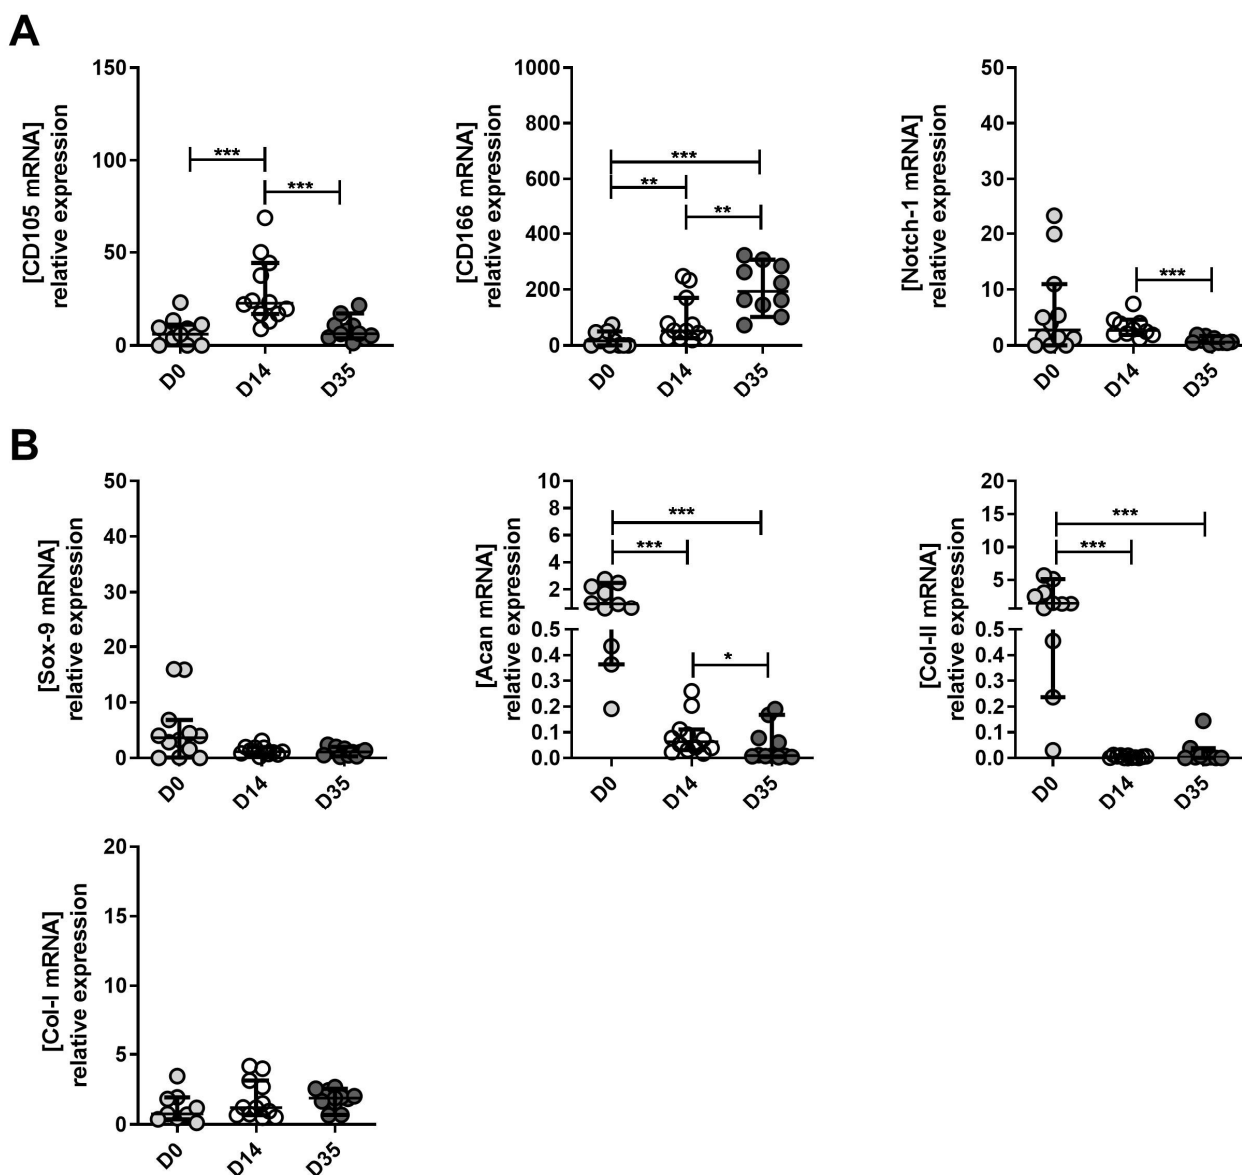 A
[CD105 mRNA]
relative expression
150
100
50
0
***
***
D0
D14
D35
[CD166 mRNA]
relative expression
1000
800
600
400
200
0
***
**
**
D0
D14
D35
[Notch-1 mRNA]
relative expression
50
40
30
20
10
0
***
D0
D14
D35
B
[Sox-9 mRNA]
relative expression
50
40
30
20
10
0
D0
D14
D35
[Acan mRNA]
relative expression
10
8
6
4
2
0.5
0.4
0.3
0.2
0.1
0.0
***
***
*
D0
D14
D35
[Col-II mRNA]
relative expression
20
15
10
5
0.5
0.4
0.3
0.2
0.1
0.0
***
***
D0
D14
D35
[Col-I mRNA]
relative expression
20
15
10
5
0
D0
D14
D35